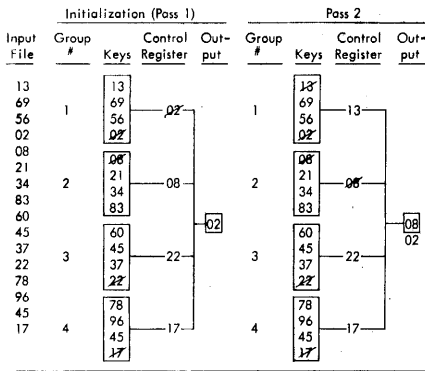 Initialization (Pass 1) Pass 2
Input Group Control Out- Group Control Out-
File # Keys Register put # Keys Register put
13 13 13
69 1 69 02 1 69 13
56 56 56
02 02 02
08 08 08
21 2 21 08 2 21 08
34 34 34
83 83 83
60 60 02 60 08
45 3 45 22 3 45 22 02
37 37 37
22 22 22
78 78 78
96 4 96 17 4 96 17
45 45 45
17 17 17